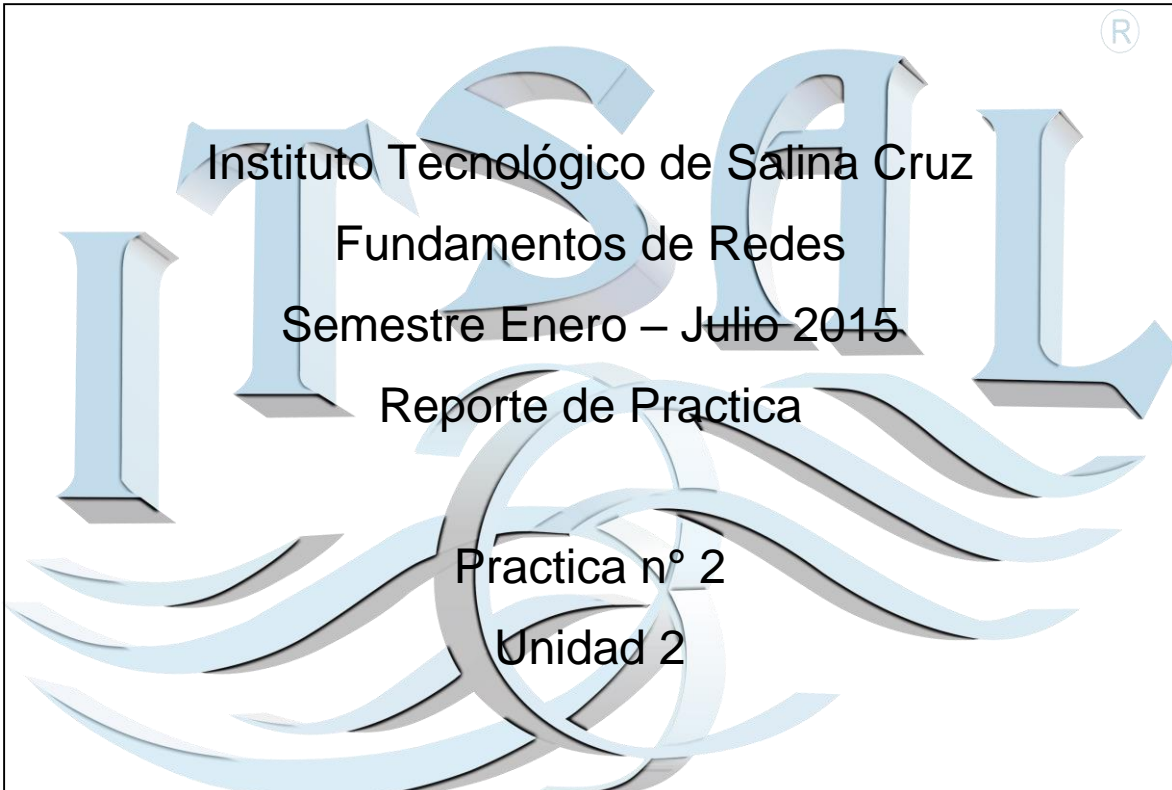 ®
ITSAL
Instituto Tecnológico de Salina Cruz
Fundamentos de Redes
Semestre Enero – Julio 2015
Reporte de Practica
Practica n° 2
Unidad 2